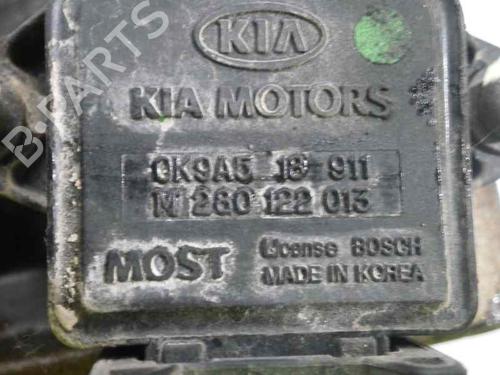 B-PARTS
KIA
KIA MOTORS
0K9A5 18 911
N 280 122 013
MOST License BOSCH
MADE IN KOREA